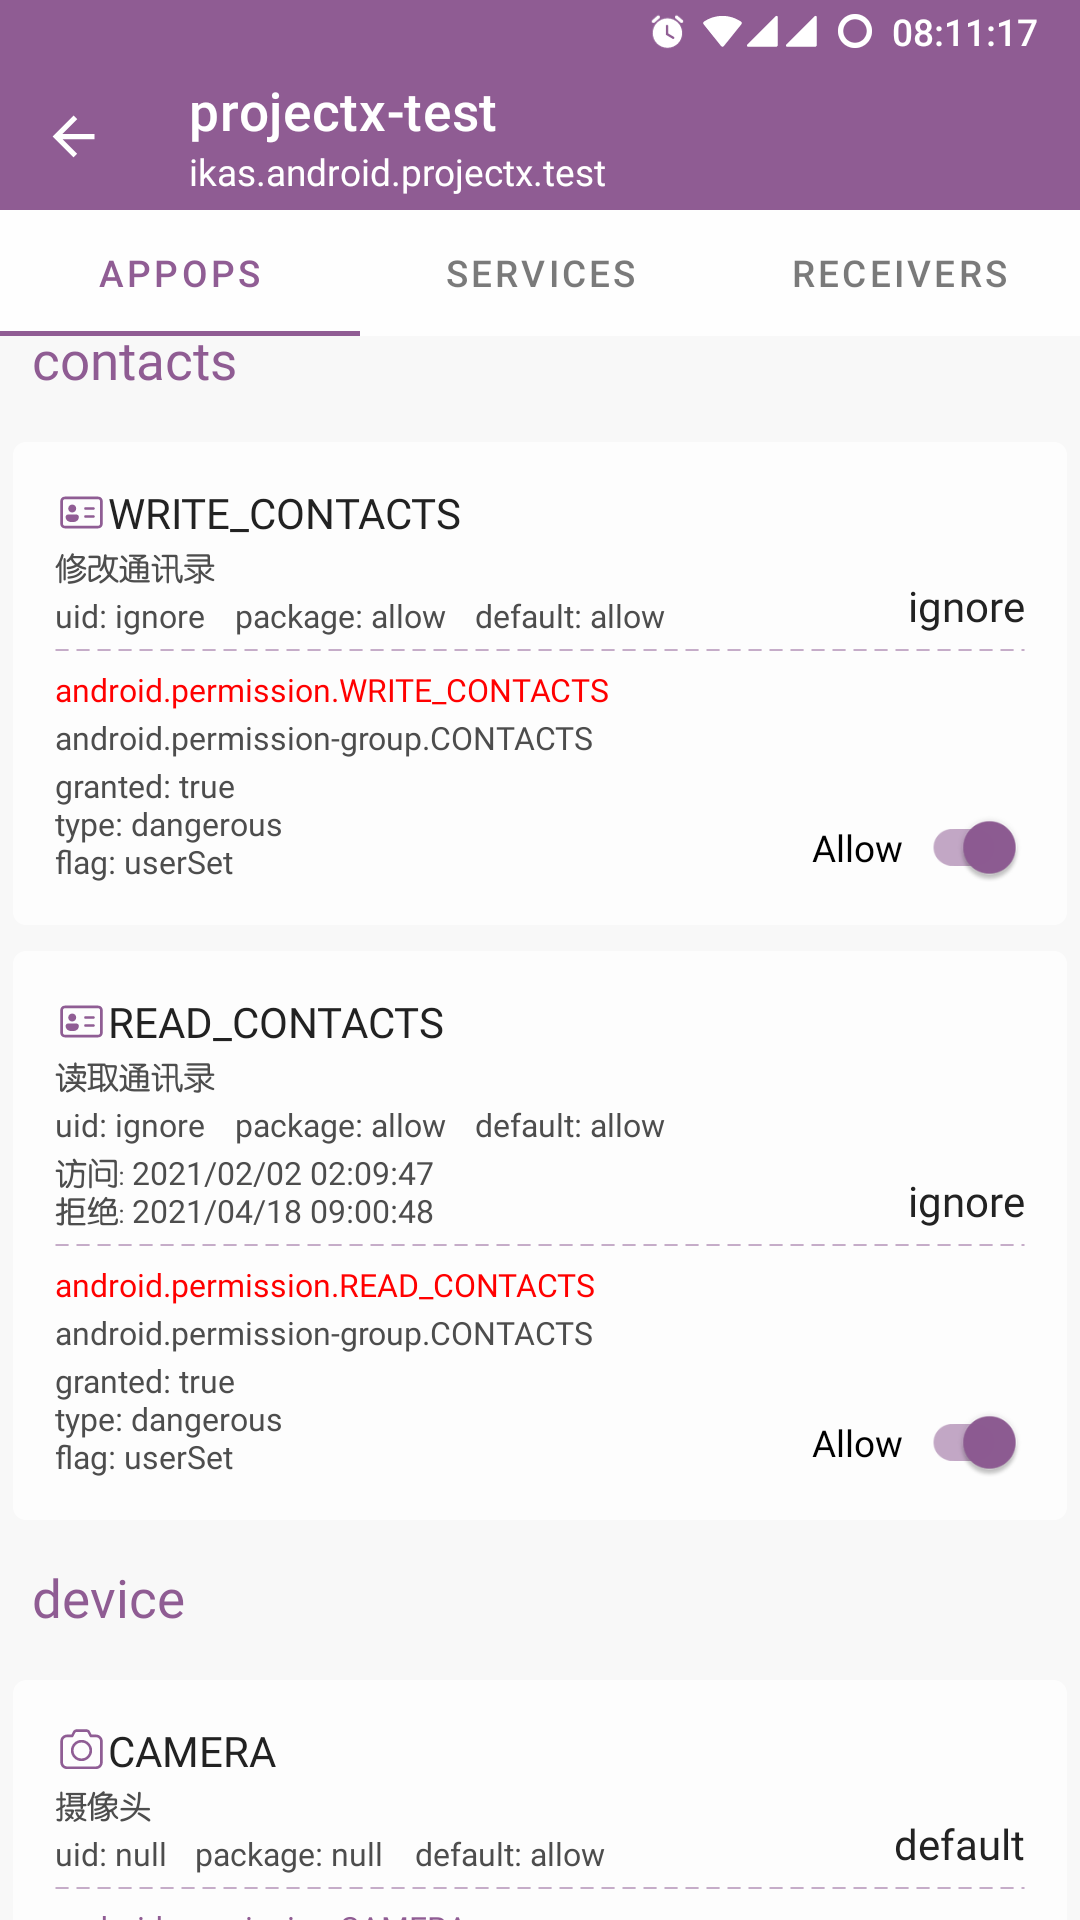 08:11:17
projectx-test
ikas.android.projectx.test
APPOPS SERVICES RECEIVERS
contacts
WRITE_CONTACTS
修改通讯录
uid: ignore package: allow default: allow
ignore
android.permission.WRITE_CONTACTS
android.permission-group.CONTACTS
granted: true
type: dangerous
flag: userSet
Allow
READ_CONTACTS
读取通讯录
uid: ignore package: allow default: allow
访问: 2021/02/02 02:09:47
拒绝: 2021/04/18 09:00:48
ignore
android.permission.READ_CONTACTS
android.permission-group.CONTACTS
granted: true
type: dangerous
flag: userSet
Allow
device
CAMERA
摄像头
uid: null package: null default: allow
default
android.permission.CAMERA